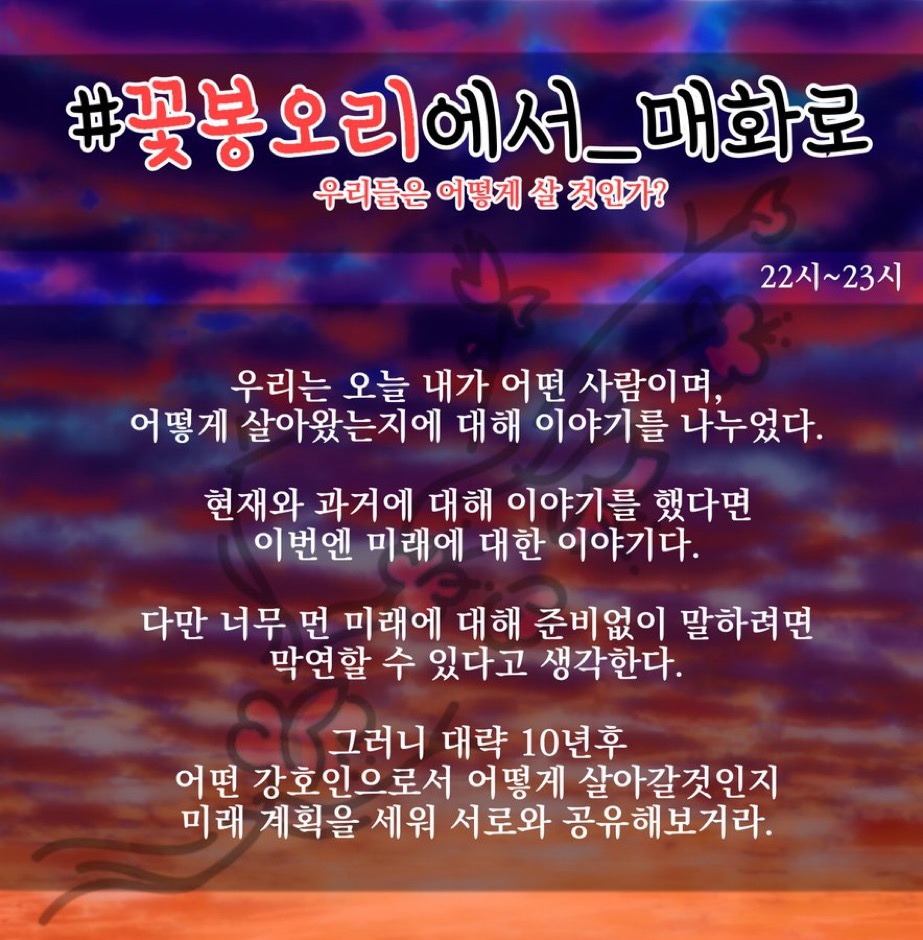 #꽃봉오리에서_매화로
우리들은 어떻게 살 것인가?
22시~23시
우리는 오늘 내가 어떤 사람이며,
어떻게 살아왔는지에 대해 이야기를 나누었다.
현재와 과거에 대해 이야기를 했다면
이번엔 미래에 대한 이야기다.
다만 너무 먼 미래에 대해 준비없이 말하려면
막연할 수 있다고 생각한다.
그러니 대략 10년후
어떤 강호인으로서 어떻게 살아갈것인지
미래 계획을 세워 서로와 공유해보거라.